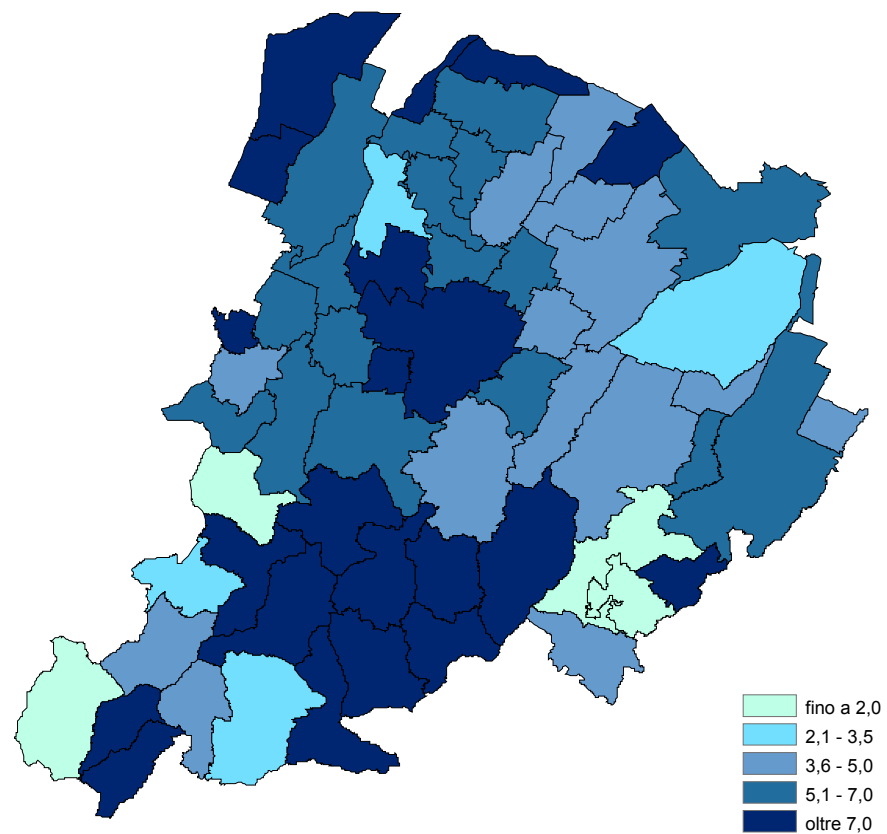 fino a 2,0
2,1 - 3,5
3,6 - 5,0
5,1 - 7,0
oltre 7,0